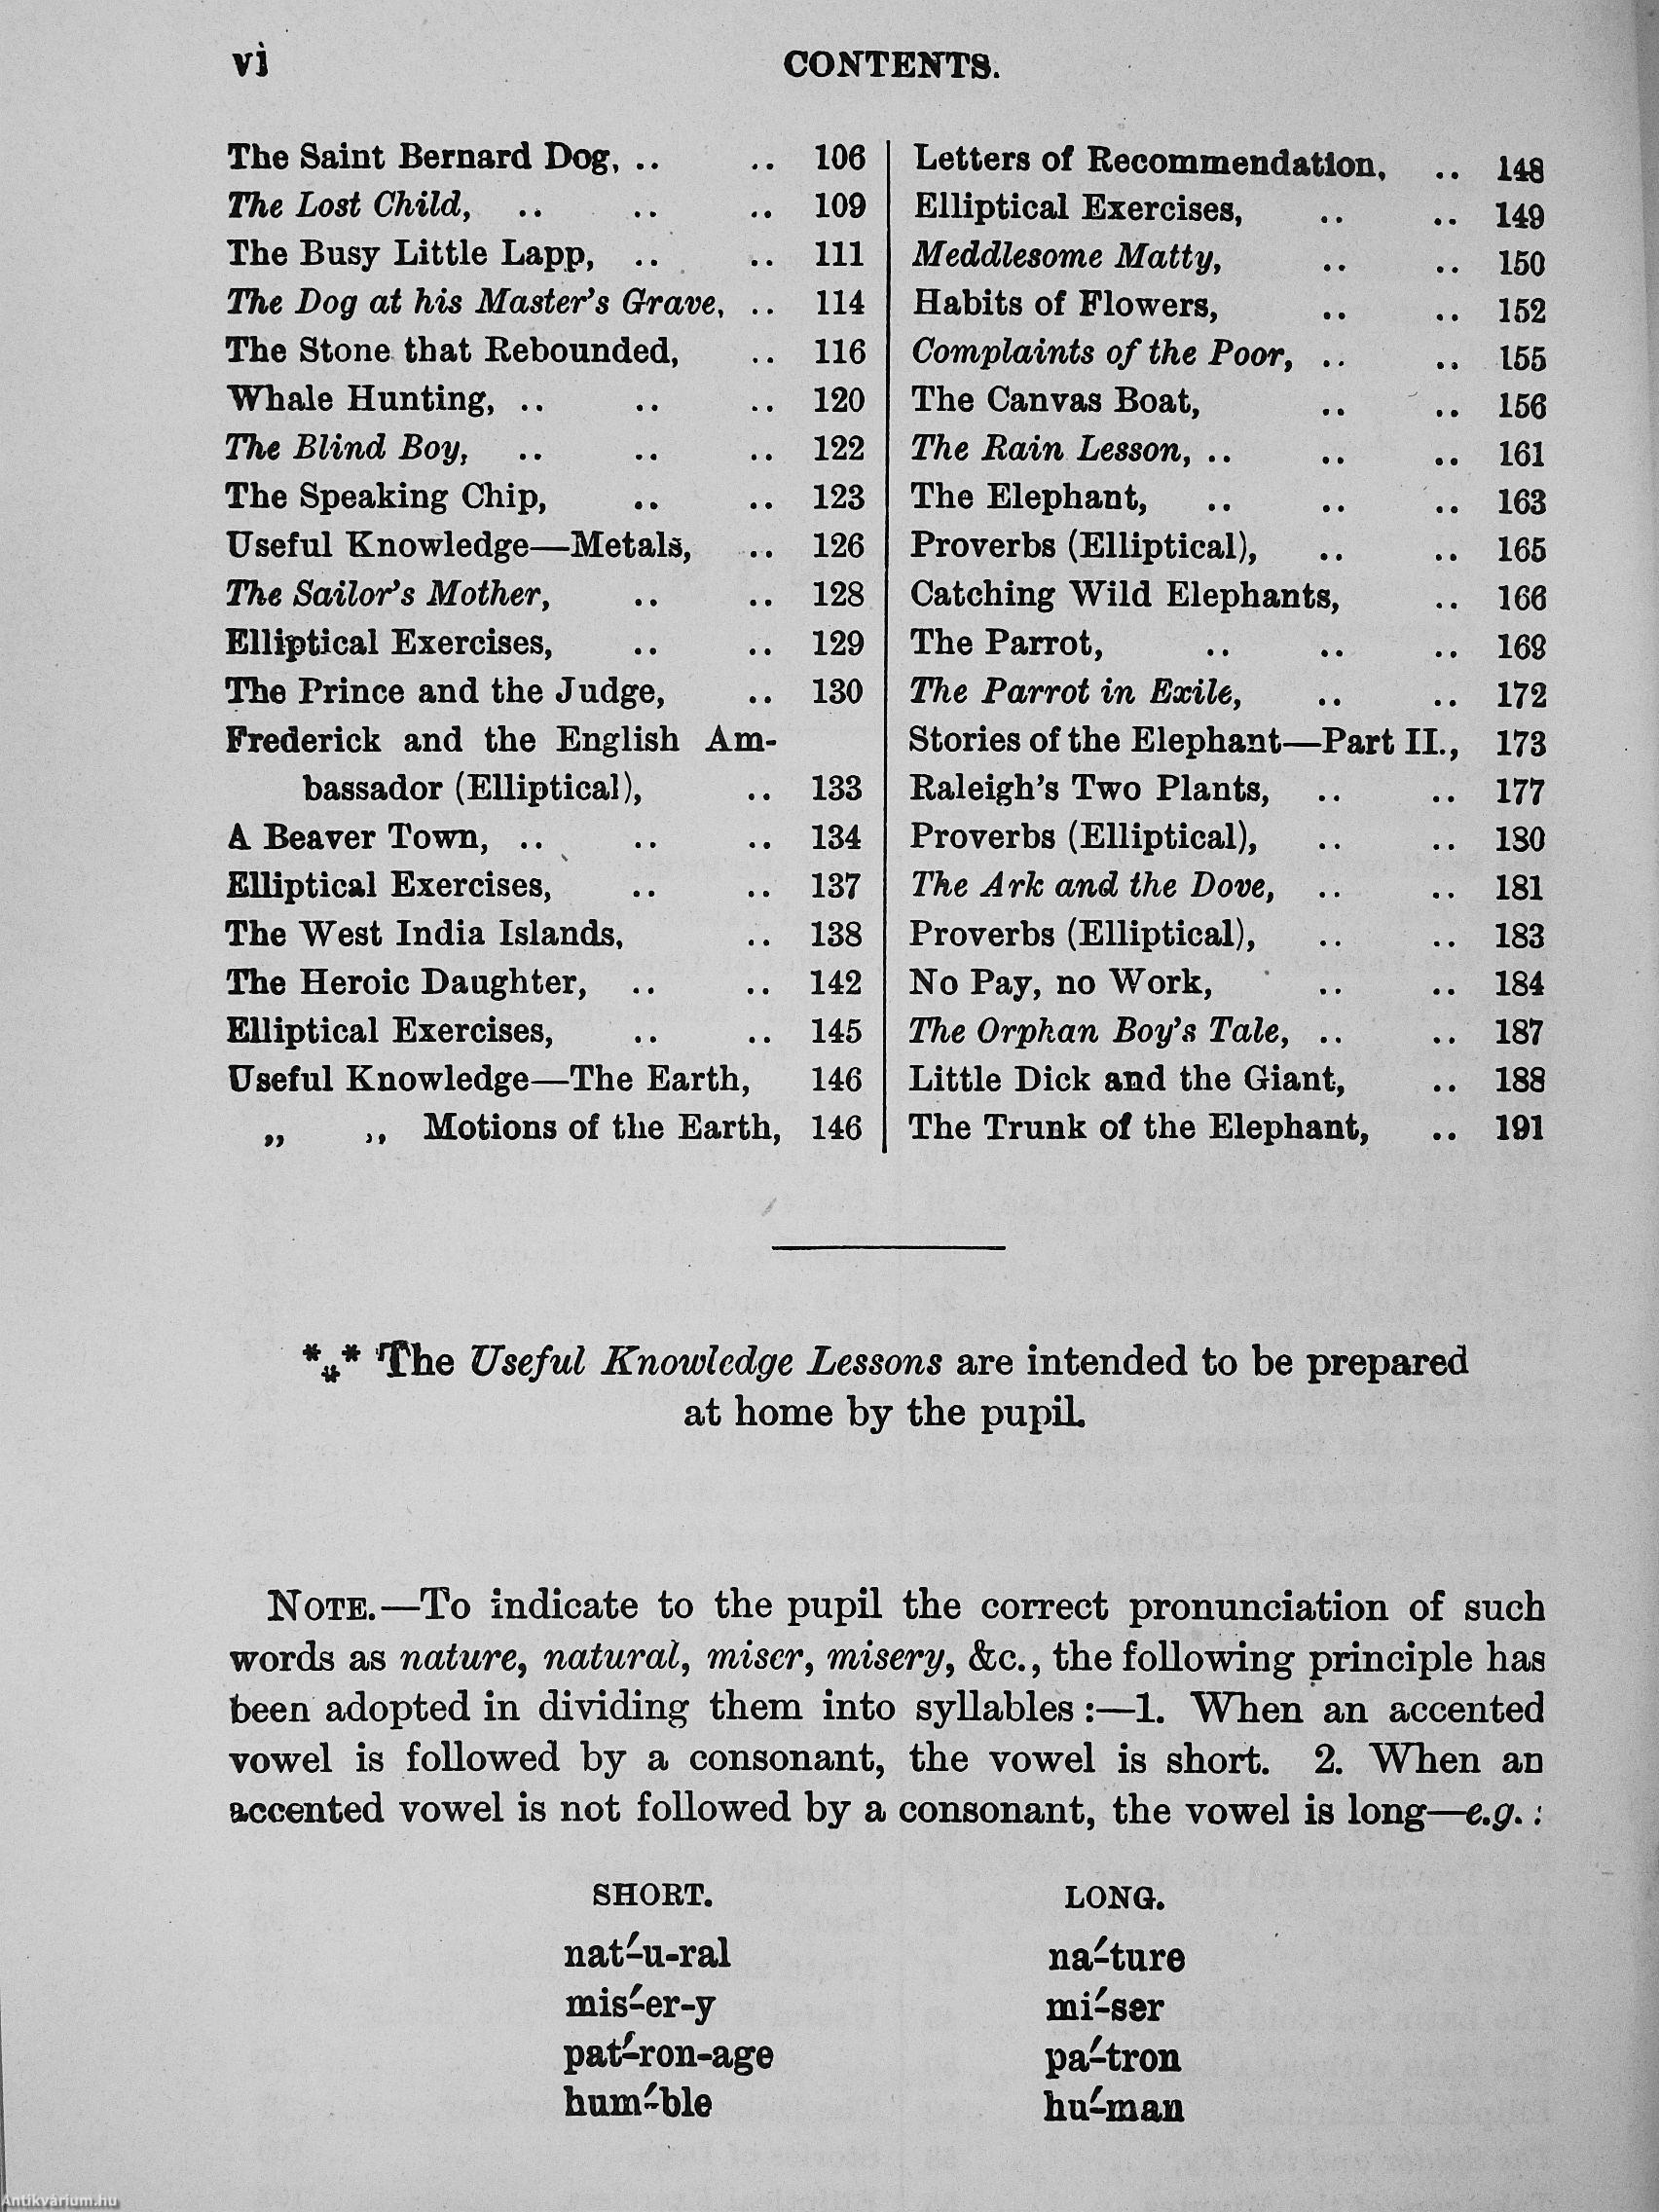 vi
CONTENTS.
The Saint Bernard Dog, .. .. 106
The Lost Child, .. .. .. 109
The Busy Little Lapp, .. .. 111
The Dog at his Master's Grave, .. 114
The Stone that Rebounded, .. 116
Whale Hunting, .. .. .. 120
The Blind Boy, .. .. .. 122
The Speaking Chip, .. .. 123
Useful Knowledge—Metals, .. 126
The Sailor's Mother, .. .. 128
Elliptical Exercises, .. .. 129
The Prince and the Judge, .. 130
Frederick and the English Am-
bassador (Elliptical), .. 133
A Beaver Town, .. .. .. 134
Elliptical Exercises, .. .. 137
The West India Islands, .. 138
The Heroic Daughter, .. .. 142
Elliptical Exercises, .. .. 145
Useful Knowledge—The Earth, 146
„ „ Motions of the Earth, 146
Letters of Recommendation, .. 148
Elliptical Exercises, .. .. 149
Meddlesome Matty, .. .. 150
Habits of Flowers, .. .. 152
Complaints of the Poor, .. .. 155
The Canvas Boat, .. .. 156
The Rain Lesson, .. .. .. 161
The Elephant, .. .. .. 163
Proverbs (Elliptical), .. .. 165
Catching Wild Elephants, .. 166
The Parrot, .. .. .. 169
The Parrot in Exile, .. .. 172
Stories of the Elephant—Part II., 173
Raleigh's Two Plants, .. .. 177
Proverbs (Elliptical), .. .. 180
The Ark and the Dove, .. .. 181
Proverbs (Elliptical), .. .. 183
No Pay, no Work, .. .. 184
The Orphan Boy's Tale, .. .. 187
Little Dick and the Giant, .. 188
The Trunk of the Elephant, .. 191
*** The Useful Knowledge Lessons are intended to be prepared
at home by the pupil.
NOTE.—To indicate to the pupil the correct pronunciation of such
words as nature, natural, miser, misery, &c., the following principle has
been adopted in dividing them into syllables :—1. When an accented
vowel is followed by a consonant, the vowel is short. 2. When an
accented vowel is not followed by a consonant, the vowel is long—e.g. :
SHORT.
nat´-u-ral
mis´-er-y
pat´-ron-age
hum´-ble
LONG.
na´-ture
mi´-ser
pa´-tron
hu´-man
Antikvárium.hu